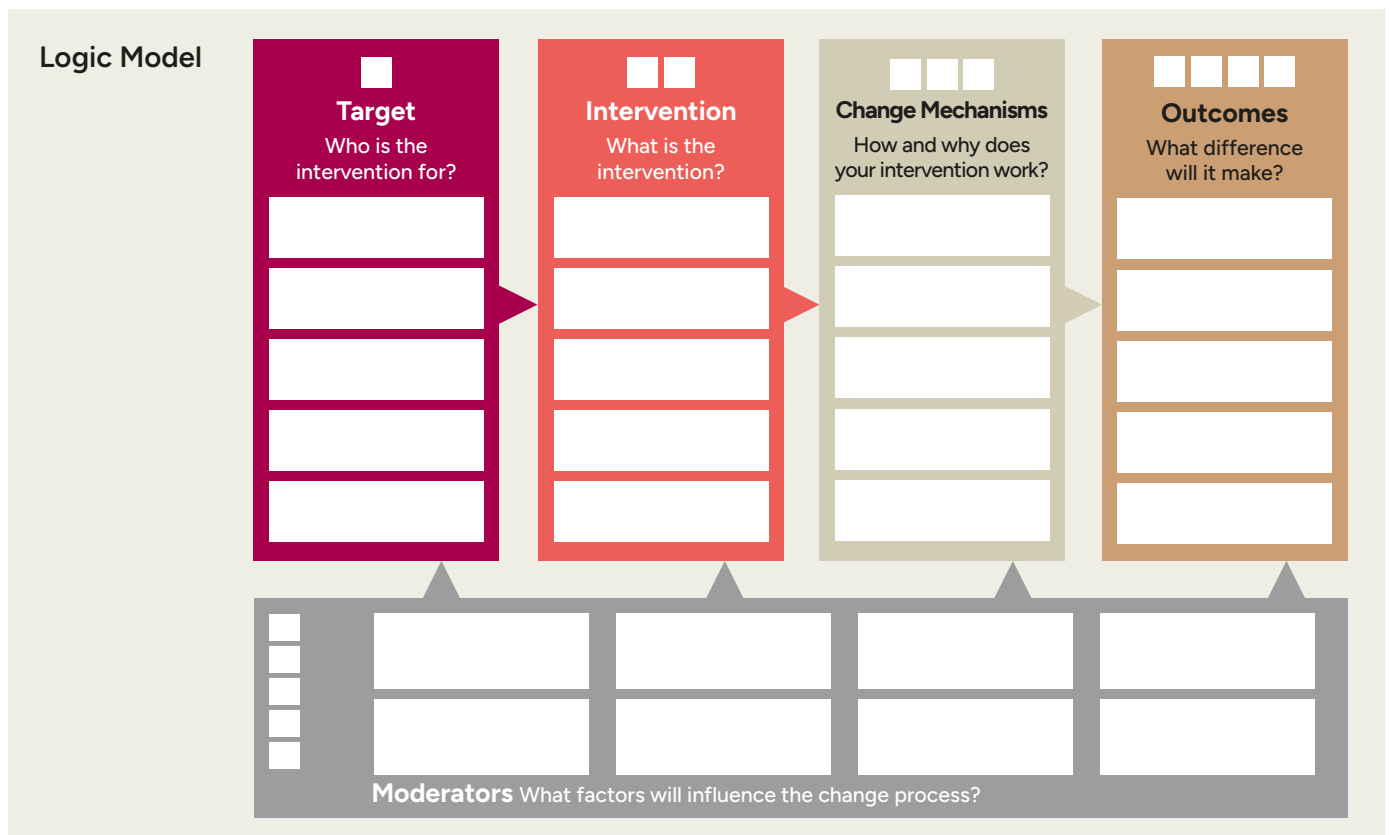 Logic Model
Target
Who is the
intervention for?
Intervention
What is the
intervention?
Change Mechanisms
How and why does
your intervention work?
Outcomes
What difference
will it make?
Moderators What factors will influence the change process?